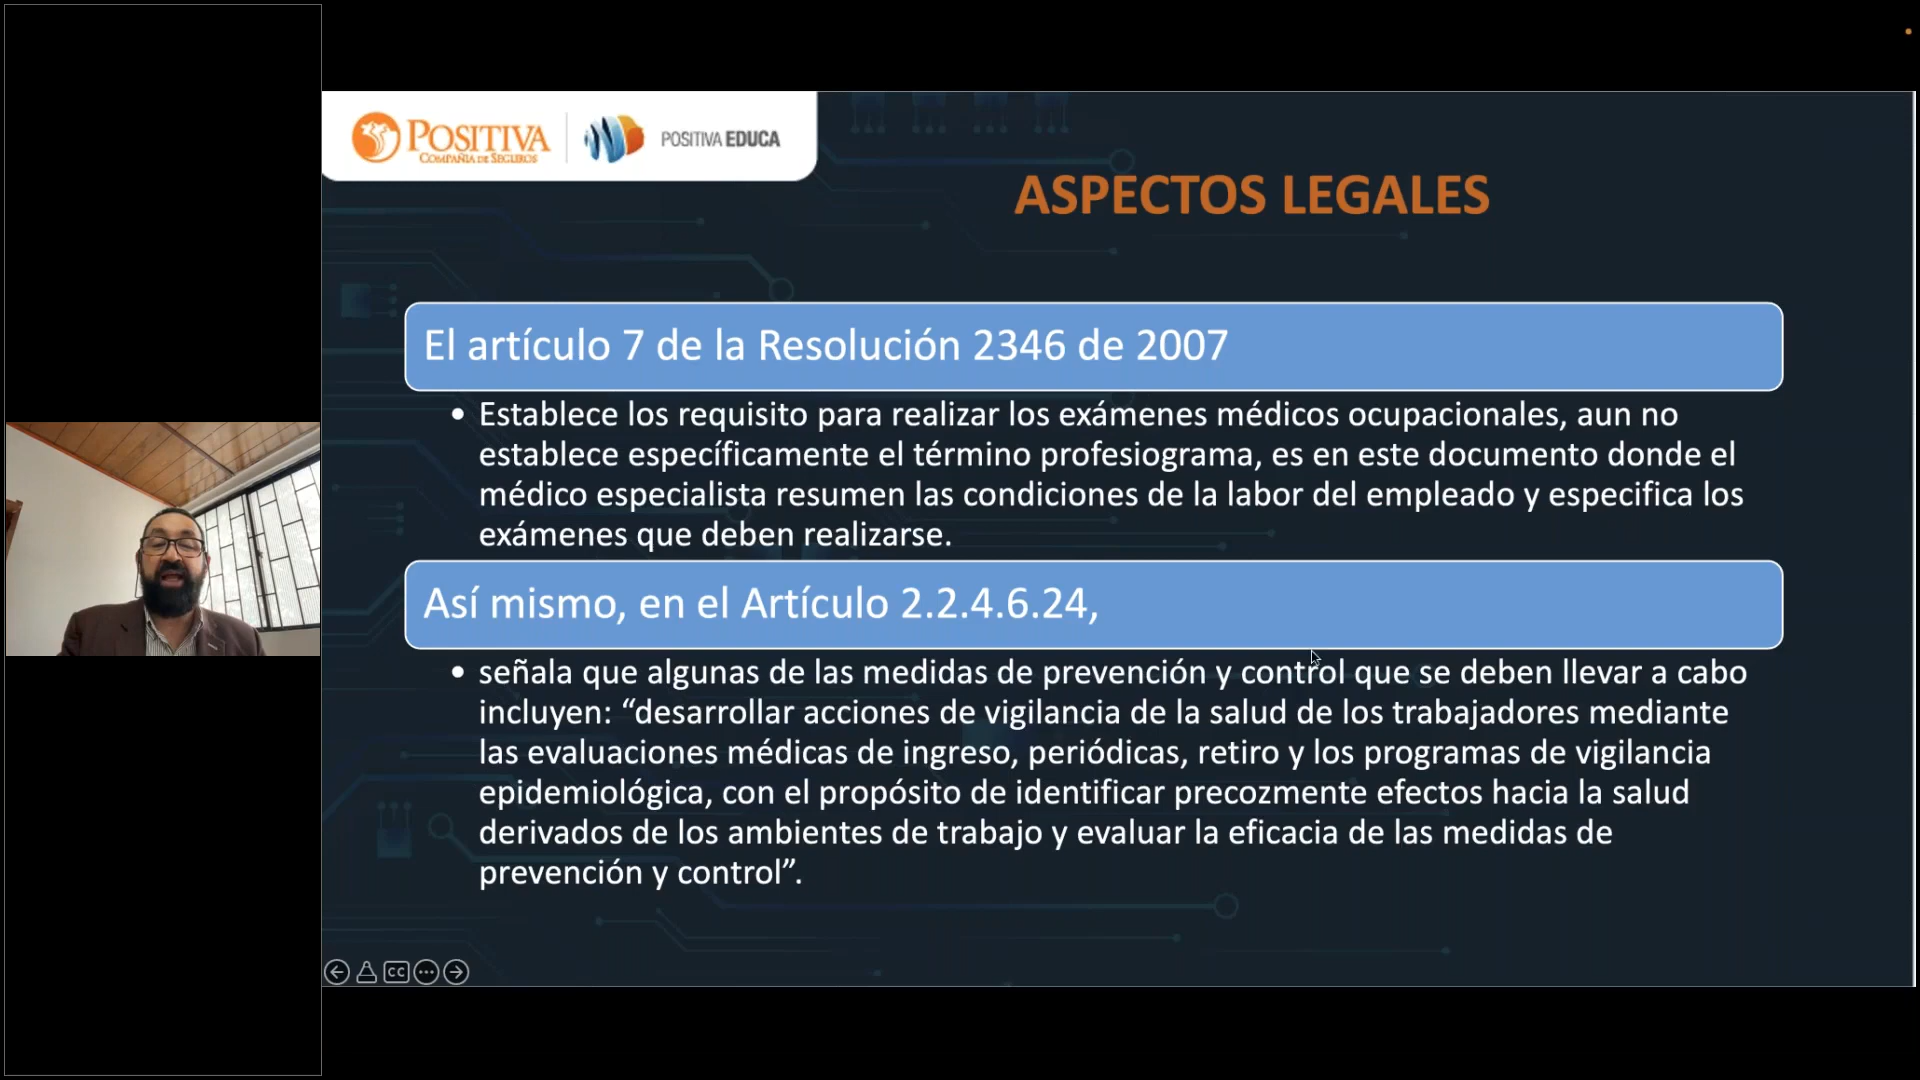 POSITIVA
COMPAÑIA DE SEGUROS
POSITIVA EDUCA
ASPECTOS LEGALES
El artículo 7 de la Resolución 2346 de 2007
• Establece los requisito para realizar los exámenes médicos ocupacionales, aun no
establece específicamente el término profesiograma, es en este documento donde el
médico especialista resumen las condiciones de la labor del empleado y especifica los
exámenes que deben realizarse.
Así mismo, en el Artículo 2.2.4.6.24,
• señala que algunas de las medidas de prevención y control que se deben llevar a cabo
incluyen: “desarrollar acciones de vigilancia de la salud de los trabajadores mediante
las evaluaciones médicas de ingreso, periódicas, retiro y los programas de vigilancia
epidemiológica, con el propósito de identificar precozmente efectos hacia la salud
derivados de los ambientes de trabajo y evaluar la eficacia de las medidas de
prevención y control”.
CC